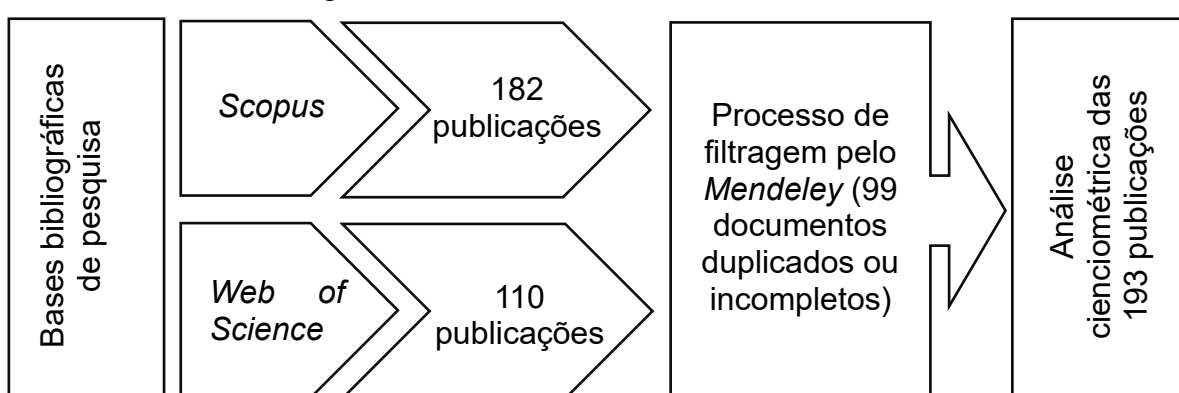 Bases bibliográficas
de pesquisa
Scopus
182
publicações
Web of
Science
110
publicações
Processo de
filtragem pelo
Mendeley (99
documentos
duplicados ou
incompletos)
Análise
cienciométrica das
193 publicações